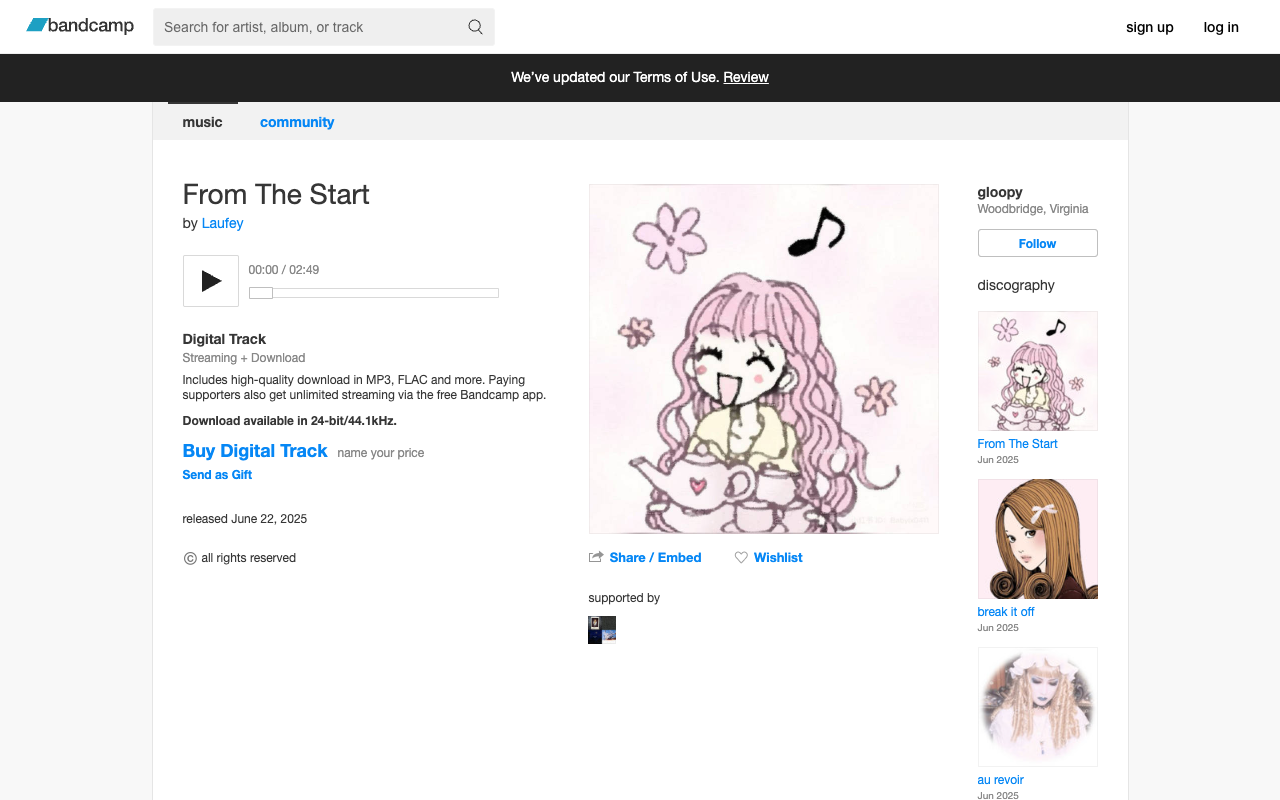 bandcamp
Search for artist, album, or track
sign up
log in
We've updated our Terms of Use. Review
music
community
From The Start
by Laufey
00:00 / 02:49
Digital Track
Streaming + Download
Includes high-quality download in MP3, FLAC and more. Paying
supporters also get unlimited streaming via the free Bandcamp app.
Download available in 24-bit/44.1kHz.
Buy Digital Track name your price
Send as Gift
released June 22, 2025
© all rights reserved
Share / Embed
Wishlist
supported by
gloopy
Woodbridge, Virginia
Follow
discography
From The Start
Jun 2025
break it off
Jun 2025
au revoir
Jun 2025